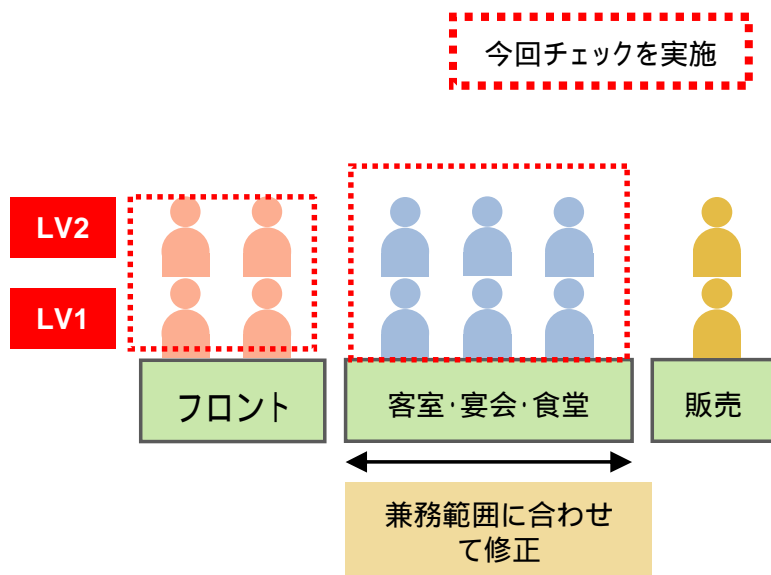 今回チェックを実施
LV2
LV1
フロント
客室･宴会･食堂
販売
兼務範囲に合わせ
て修正